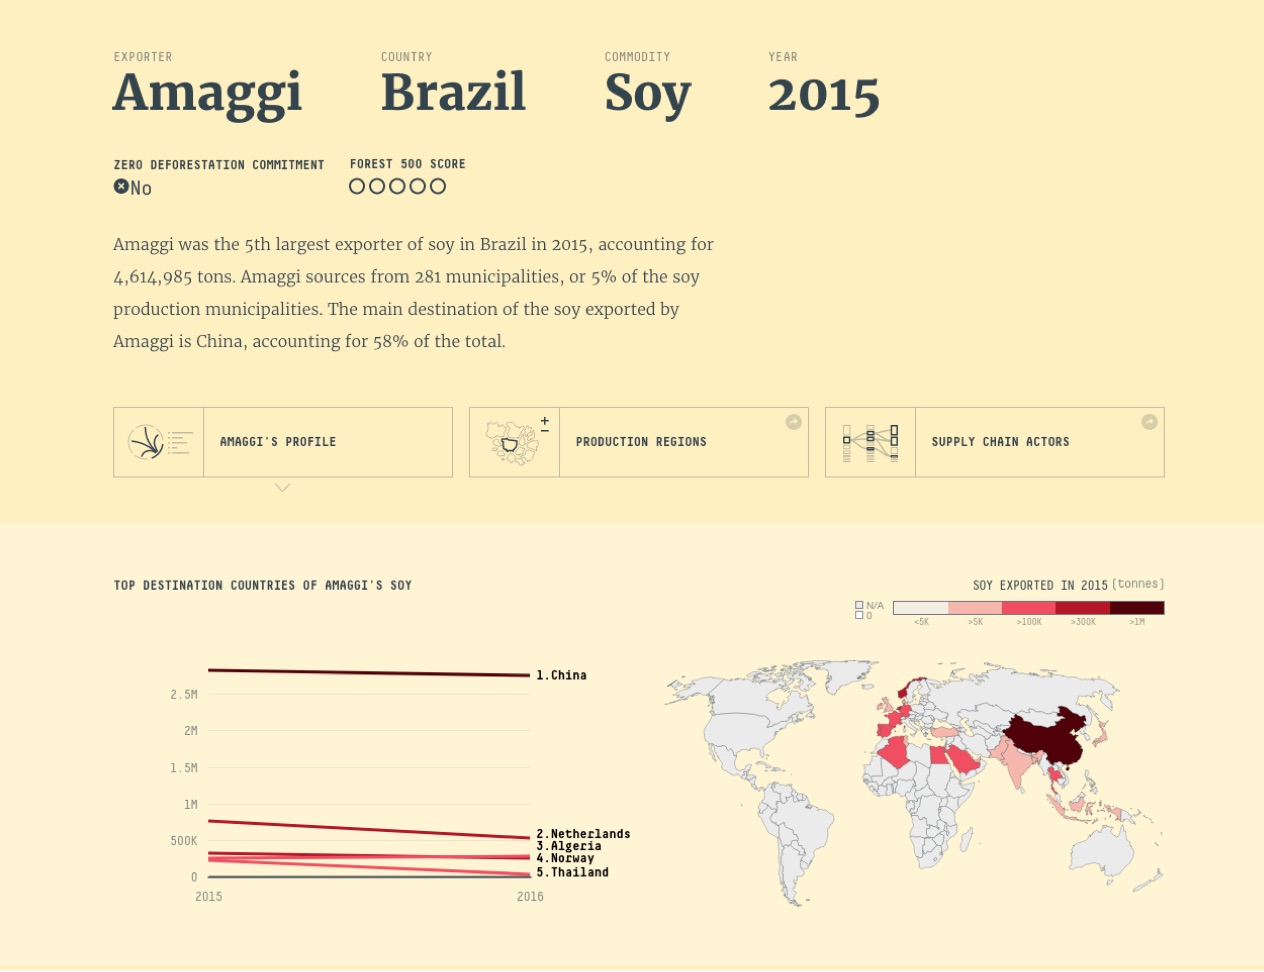 EXPORTER
Amaggi
COUNTRY
Brazil
COMMODITY
Soy
YEAR
2015
ZERO DEFORESTATION COMMITMENT
No
FOREST 500 SCORE
Amaggi was the 5th largest exporter of soy in Brazil in 2015, accounting for
4,614,985 tons. Amaggi sources from 281 municipalities, or 5% of the soy
production municipalities. The main destination of the soy exported by
Amaggi is China, accounting for 58% of the total.
AMAGGI'S PROFILE
PRODUCTION REGIONS
SUPPLY CHAIN ACTORS
TOP DESTINATION COUNTRIES OF AMAGGI'S SOY
2.5M
2M
1.5M
1M
500K
0
2015
2016
1.China
2.Netherlands
3.Algeria
4.Norway
5.Thailand
SOY EXPORTED IN 2015 (tonnes)
N/A
0
<5K
>5K
>100K
>300K
>1M